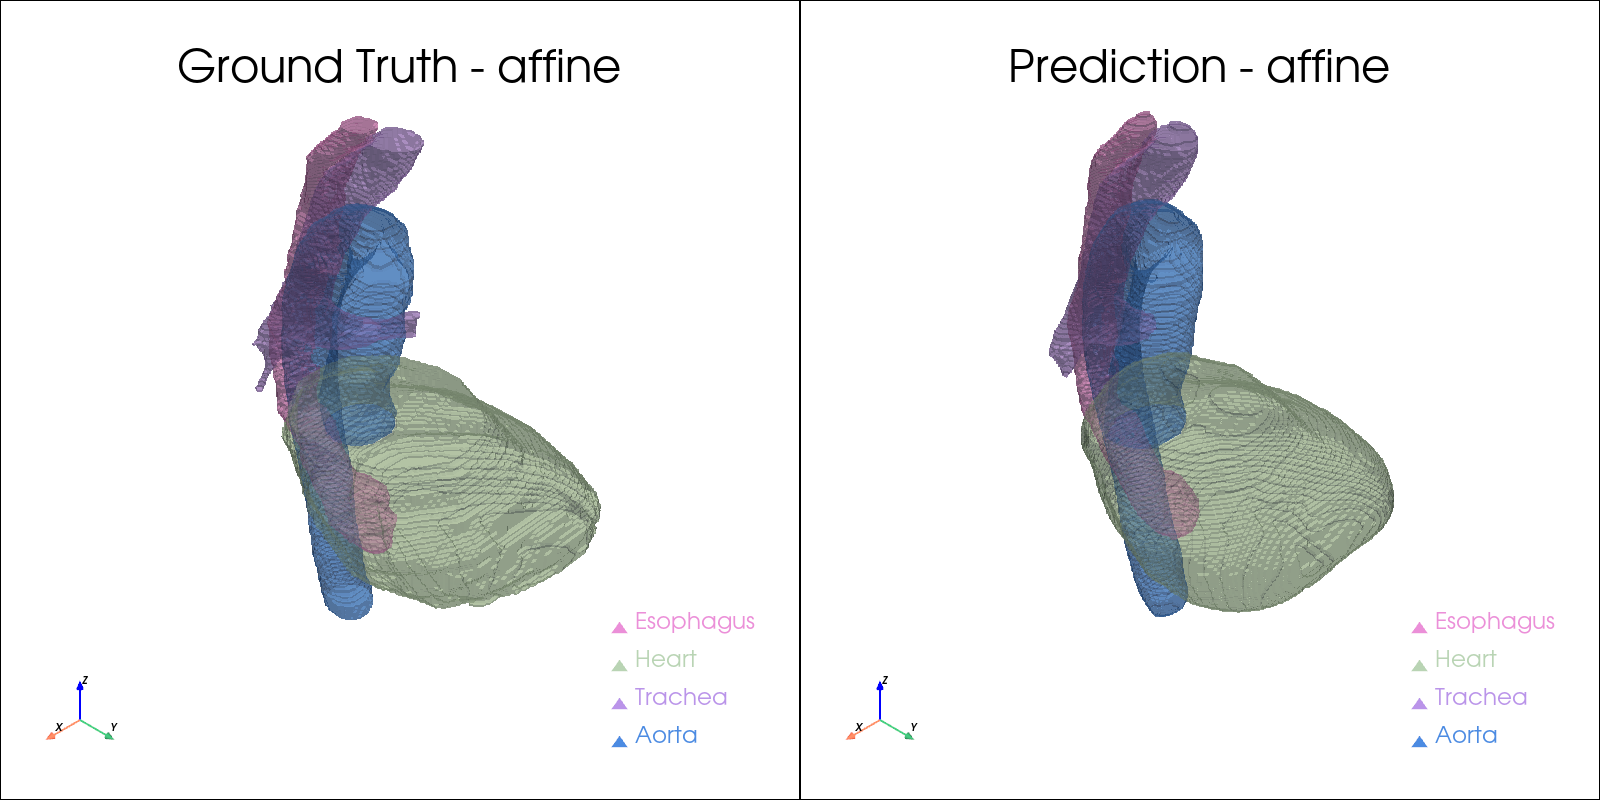 Ground Truth - affine
Esophagus
Heart
Trachea
Aorta
Z
X
Y
Prediction - affine
Esophagus
Heart
Trachea
Aorta
Z
X
Y